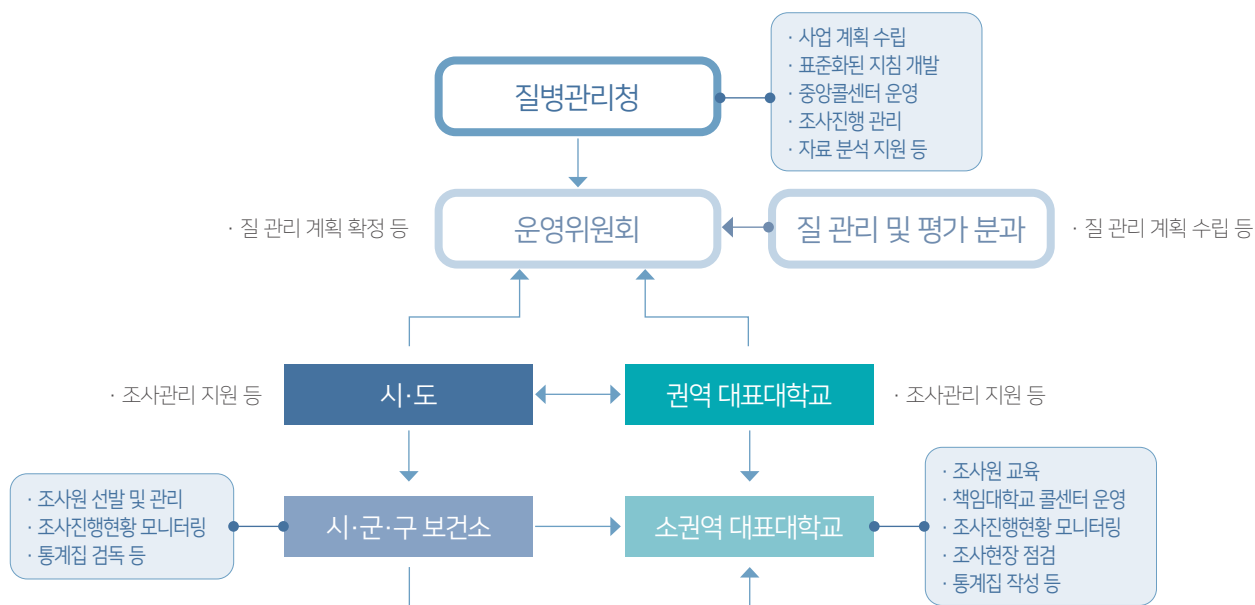 · 사업 계획 수립
· 표준화된 지침 개발
· 중앙콜센터 운영
· 조사진행 관리
· 자료 분석 지원 등
질병관리청
· 질 관리 계획 확정 등
운영위원회
질 관리 및 평가 분과
· 질 관리 계획 수립 등
· 조사관리 지원 등
시·도
권역 대표대학교
· 조사관리 지원 등
· 조사원 선발 및 관리
· 조사진행현황 모니터링
· 통계집 검독 등
시·군·구 보건소
소권역 대표대학교
· 조사원 교육
· 책임대학교 콜센터 운영
· 조사진행현황 모니터링
· 조사현장 점검
· 통계집 작성 등